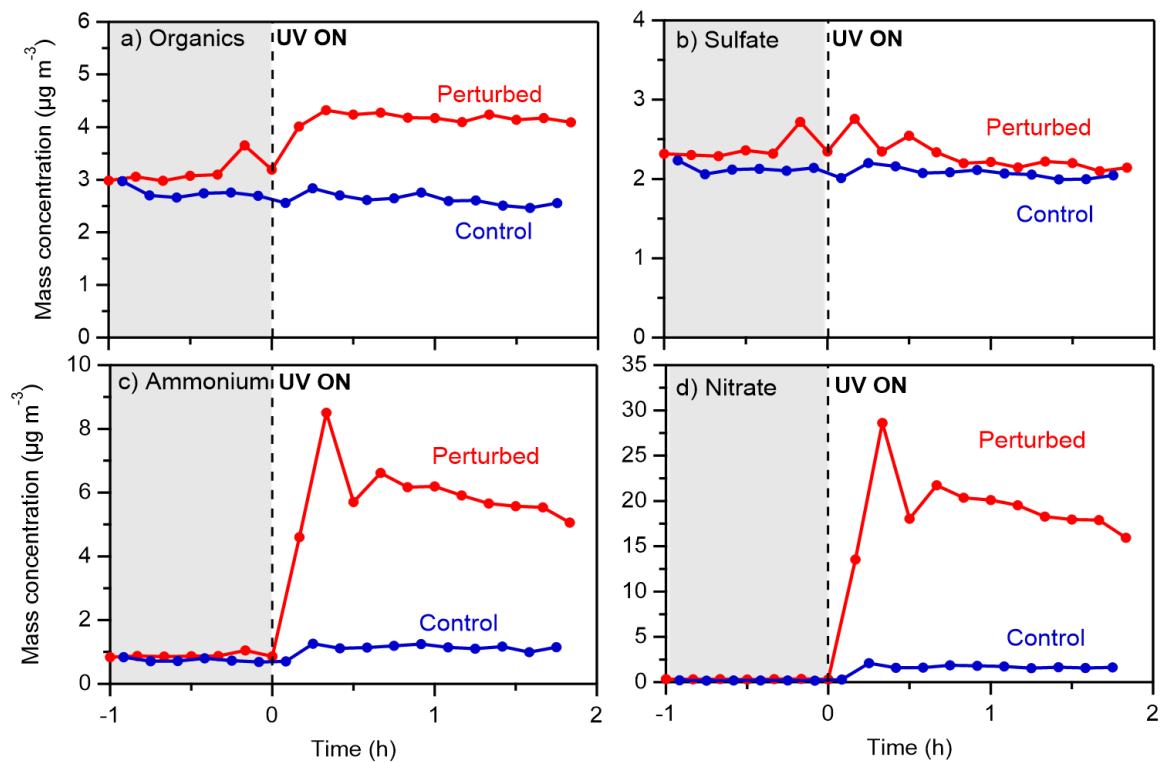 a) Organics UV ON
Perturbed
Control
Mass concentration (µg m⁻³)
6
5
4
3
2
1
0
b) Sulfate UV ON
Perturbed
Control
4
3
2
1
0
c) Ammonium UV ON
Perturbed
Control
Mass concentration (µg m⁻³)
10
8
6
4
2
0
-1 0 1 2
Time (h)
d) Nitrate UV ON
Perturbed
Control
35
30
25
20
15
10
5
0
-1 0 1 2
Time (h)